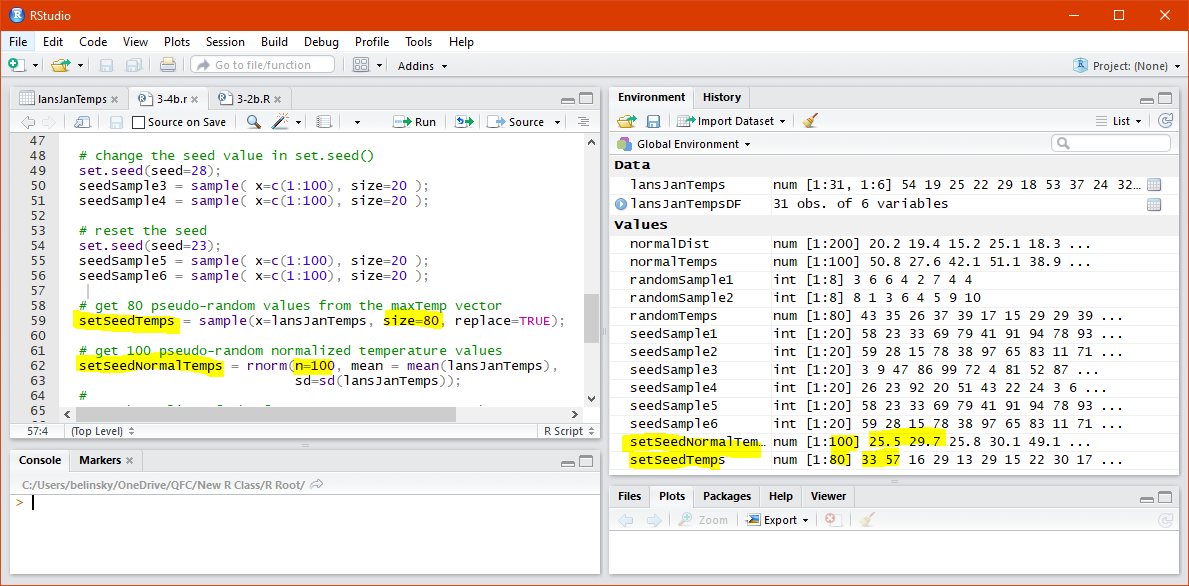 RStudio
File Edit Code View Plots Session Build Debug Profile Tools Help
Go to file/function Addins Project: (None)
lansJanTemps 3-4b.r 3-2b.R
Source on Save Run Source
47
48 # change the seed value in set.seed()
49 set.seed(seed=28);
50 seedSample3 = sample( x=c(1:100), size=20 );
51 seedSample4 = sample( x=c(1:100), size=20 );
52
53 # reset the seed
54 set.seed(seed=23);
55 seedSample5 = sample( x=c(1:100), size=20 );
56 seedSample6 = sample( x=c(1:100), size=20 );
57
58 # get 80 pseudo-random values from the maxTemp vector
59 setSeedTemps = sample(x=lansJanTemps, size=80, replace=TRUE);
60
61 # get 100 pseudo-random normalized temperature values
62 setSeedNormalTemps = rnorm(n=100, mean = mean(lansJanTemps),
63 sd=sd(lansJanTemps));
64 #
65
57:4 (Top Level) R Script
Console Markers
C:/Users/belinsky/OneDrive/QFC/New R Class/R Root/
>
Environment History
Import Dataset List
Global Environment
Data
lansJanTemps num [1:31, 1:6] 54 19 25 22 29 18 53 37 24 32…
lansJanTempsDF 31 obs. of 6 variables
Values
normalDist num [1:200] 20.2 19.4 15.2 25.1 18.3 ...
normalTemps num [1:100] 50.8 27.6 42.1 51.1 38.9 ...
randomSample1 int [1:8] 3 6 6 4 2 7 4 4
randomSample2 int [1:8] 8 1 3 6 4 5 9 10
randomTemps num [1:80] 43 35 26 37 39 17 15 29 29 39 ...
seedSample1 int [1:20] 58 23 33 69 79 41 91 94 78 93 ...
seedSample2 int [1:20] 59 28 15 78 38 97 65 83 11 71 ...
seedSample3 int [1:20] 3 9 47 86 99 72 4 81 52 87 ...
seedSample4 int [1:20] 26 23 92 20 51 43 22 24 3 6 ...
seedSample5 int [1:20] 58 23 33 69 79 41 91 94 78 93 ...
seedSample6 int [1:20] 59 28 15 78 38 97 65 83 11 71 ...
setSeedNormalTem… num [1:100] 25.5 29.7 25.8 30.1 49.1 ...
setSeedTemps num [1:80] 33 57 16 29 13 29 15 22 30 17 ...
Files Plots Packages Help Viewer
Zoom Export